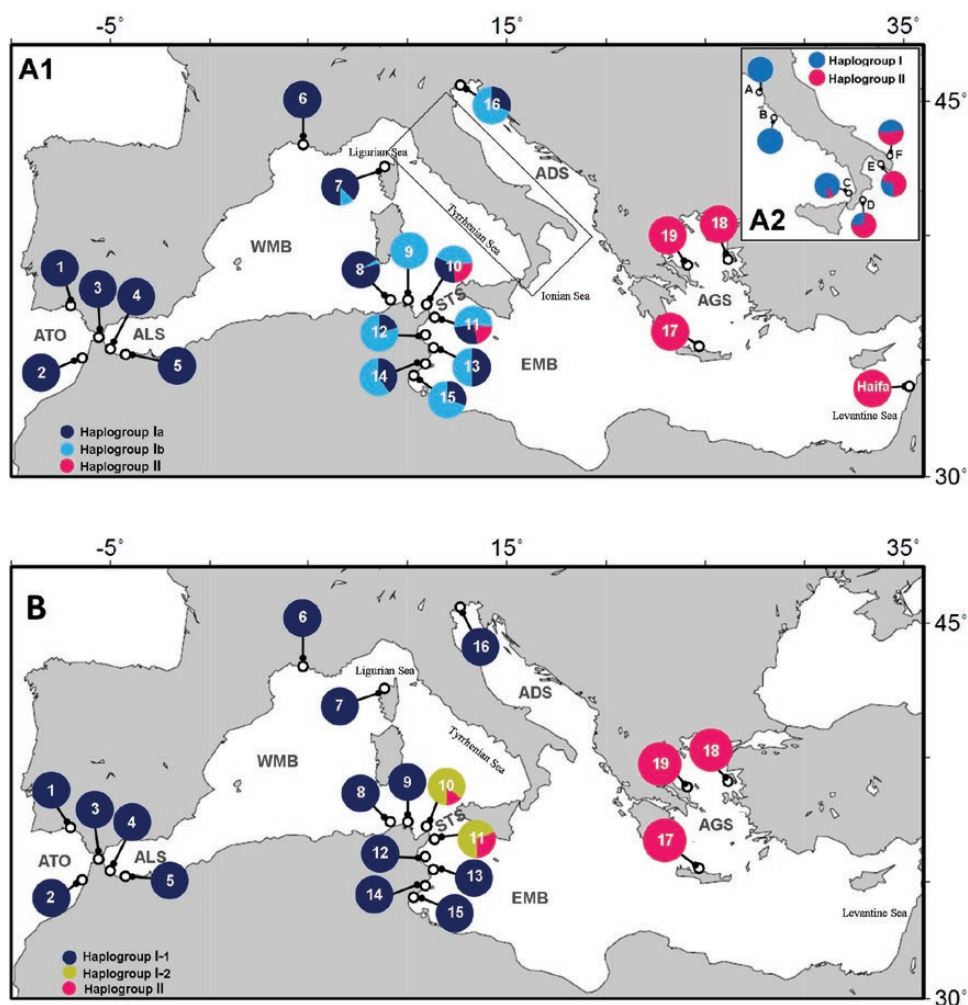 -5° 15° 35°
A1
45°
30°
1
2
3
4
5
6
7
8
9
10
11
12
13
14
15
16
17
18
19
Haifa
ATO
ALS
WMB
Ligurian Sea
Tyrrhenian Sea
ADS
STS
Ionian Sea
EMB
AGS
Levantine Sea
Haplogroup Ia
Haplogroup Ib
Haplogroup II
Haplogroup I
Haplogroup II
A
B
C
D
E
F
A2
-5° 15° 35°
B
45°
30°
1
2
3
4
5
6
7
8
9
10
11
12
13
14
15
16
17
18
19
ATO
ALS
WMB
Ligurian Sea
Tyrrhenian Sea
ADS
STS
EMB
AGS
Levantine Sea
Haplogroup I-1
Haplogroup I-2
Haplogroup II